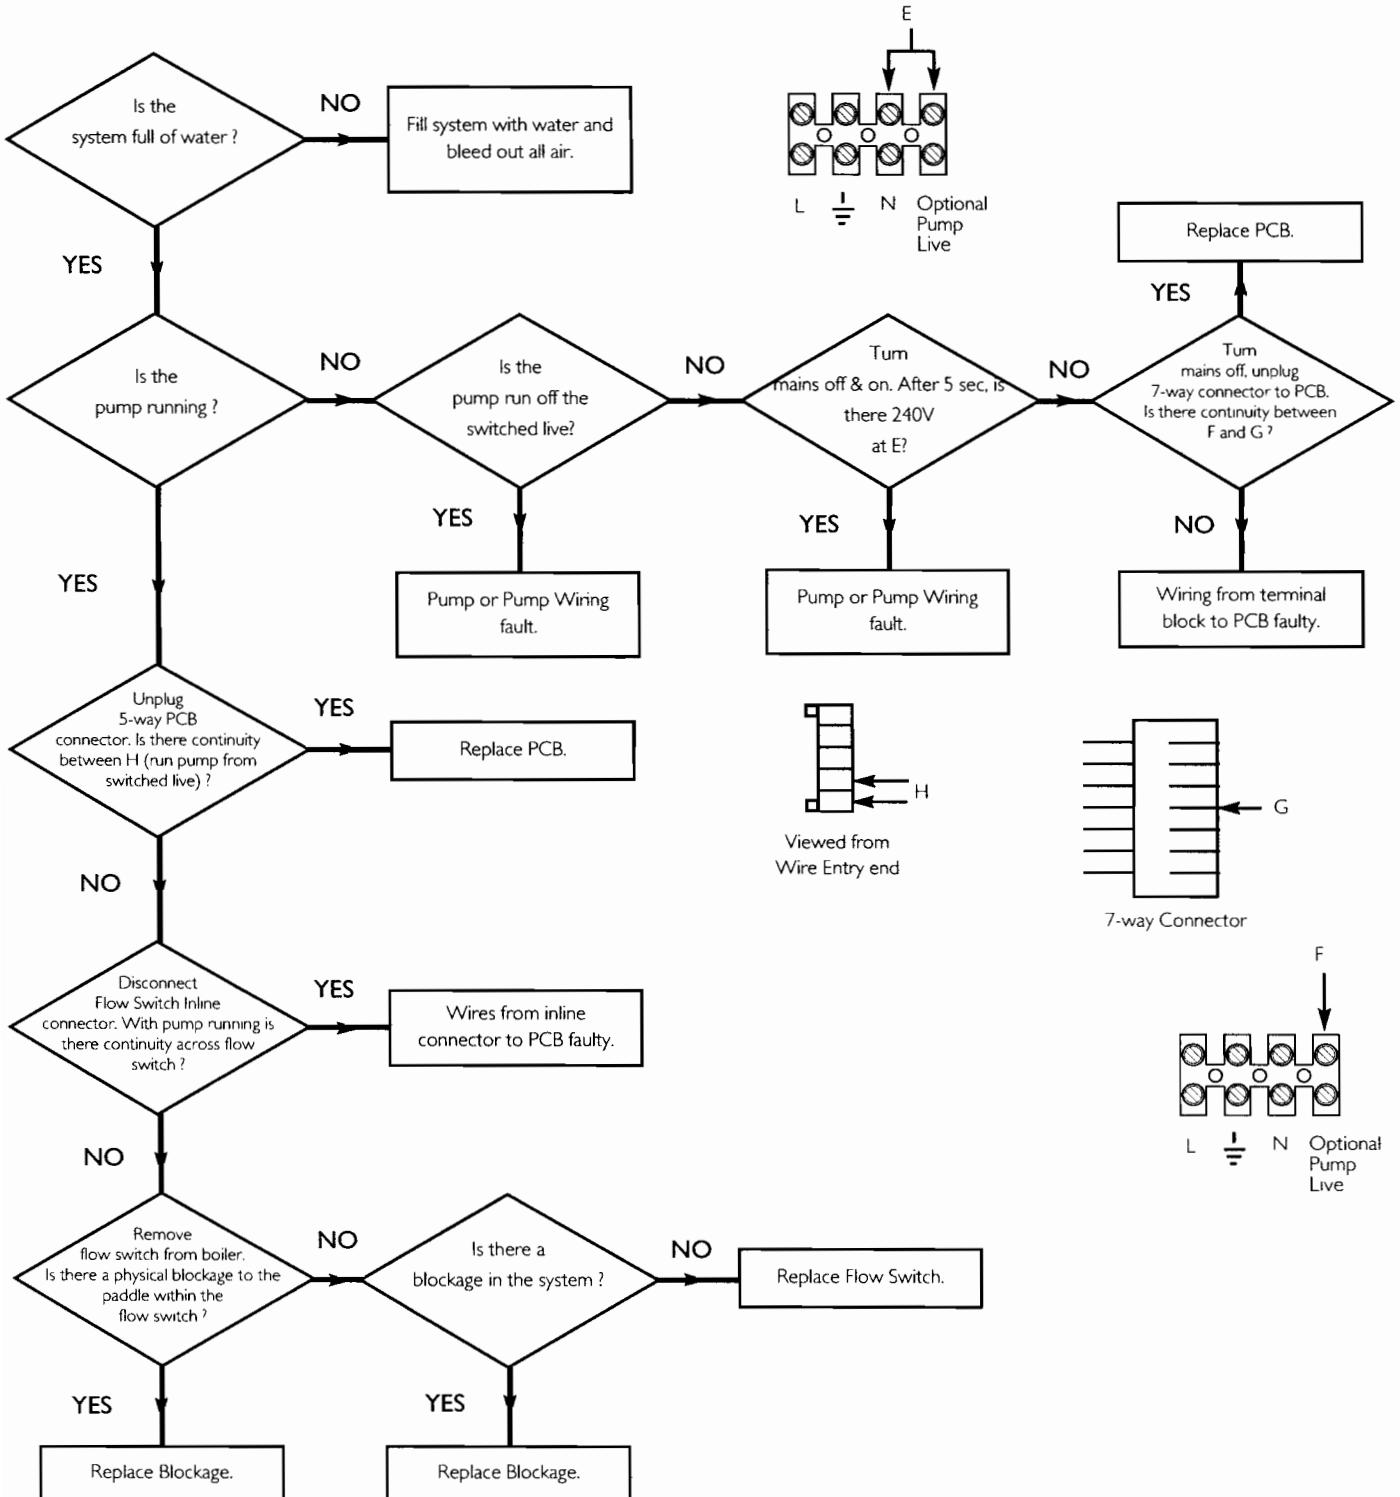 E
Is the
system full of water ?
NO
Fill system with water and
bleed out all air.
L
N
Optional
Pump
Live
YES
Replace PCB.
YES
Is the
pump running ?
NO
Is the
pump run off the
switched live?
NO
Turn
mains off & on. After 5 sec, is
there 240V
at E?
NO
Turn
mains off, unplug
7-way connector to PCB.
Is there continuity between
F and G ?
YES
YES
YES
NO
Pump or Pump Wiring
fault.
Pump or Pump Wiring
fault.
Wiring from terminal
block to PCB faulty.
Unplug
5-way PCB
connector. Is there continuity
between H (run pump from
switched live) ?
YES
Replace PCB.
H
Viewed from
Wire Entry end
G
7-way Connector
NO
Disconnect
Flow Switch Inline
connector. With pump running is
there continuity across flow
switch ?
YES
Wires from inline
connector to PCB faulty.
F
L
N
Optional
Pump
Live
NO
Remove
flow switch from boiler.
Is there a physical blockage to the
paddle within the
flow switch ?
NO
Is there a
blockage in the system ?
NO
Replace Flow Switch.
YES
YES
Replace Blockage.
Replace Blockage.